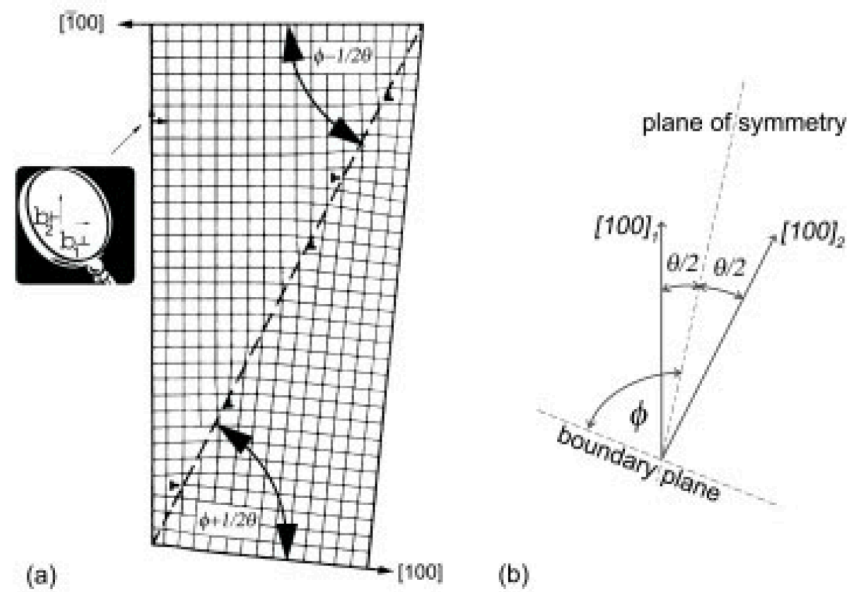 [1̄00]
ϕ−1/2θ
b₂⊢
b₁⊥
ϕ+1/2θ
[100]
(a)
plane of symmetry
[100]₁
[100]₂
θ/2
θ/2
ϕ
boundary plane
(b)